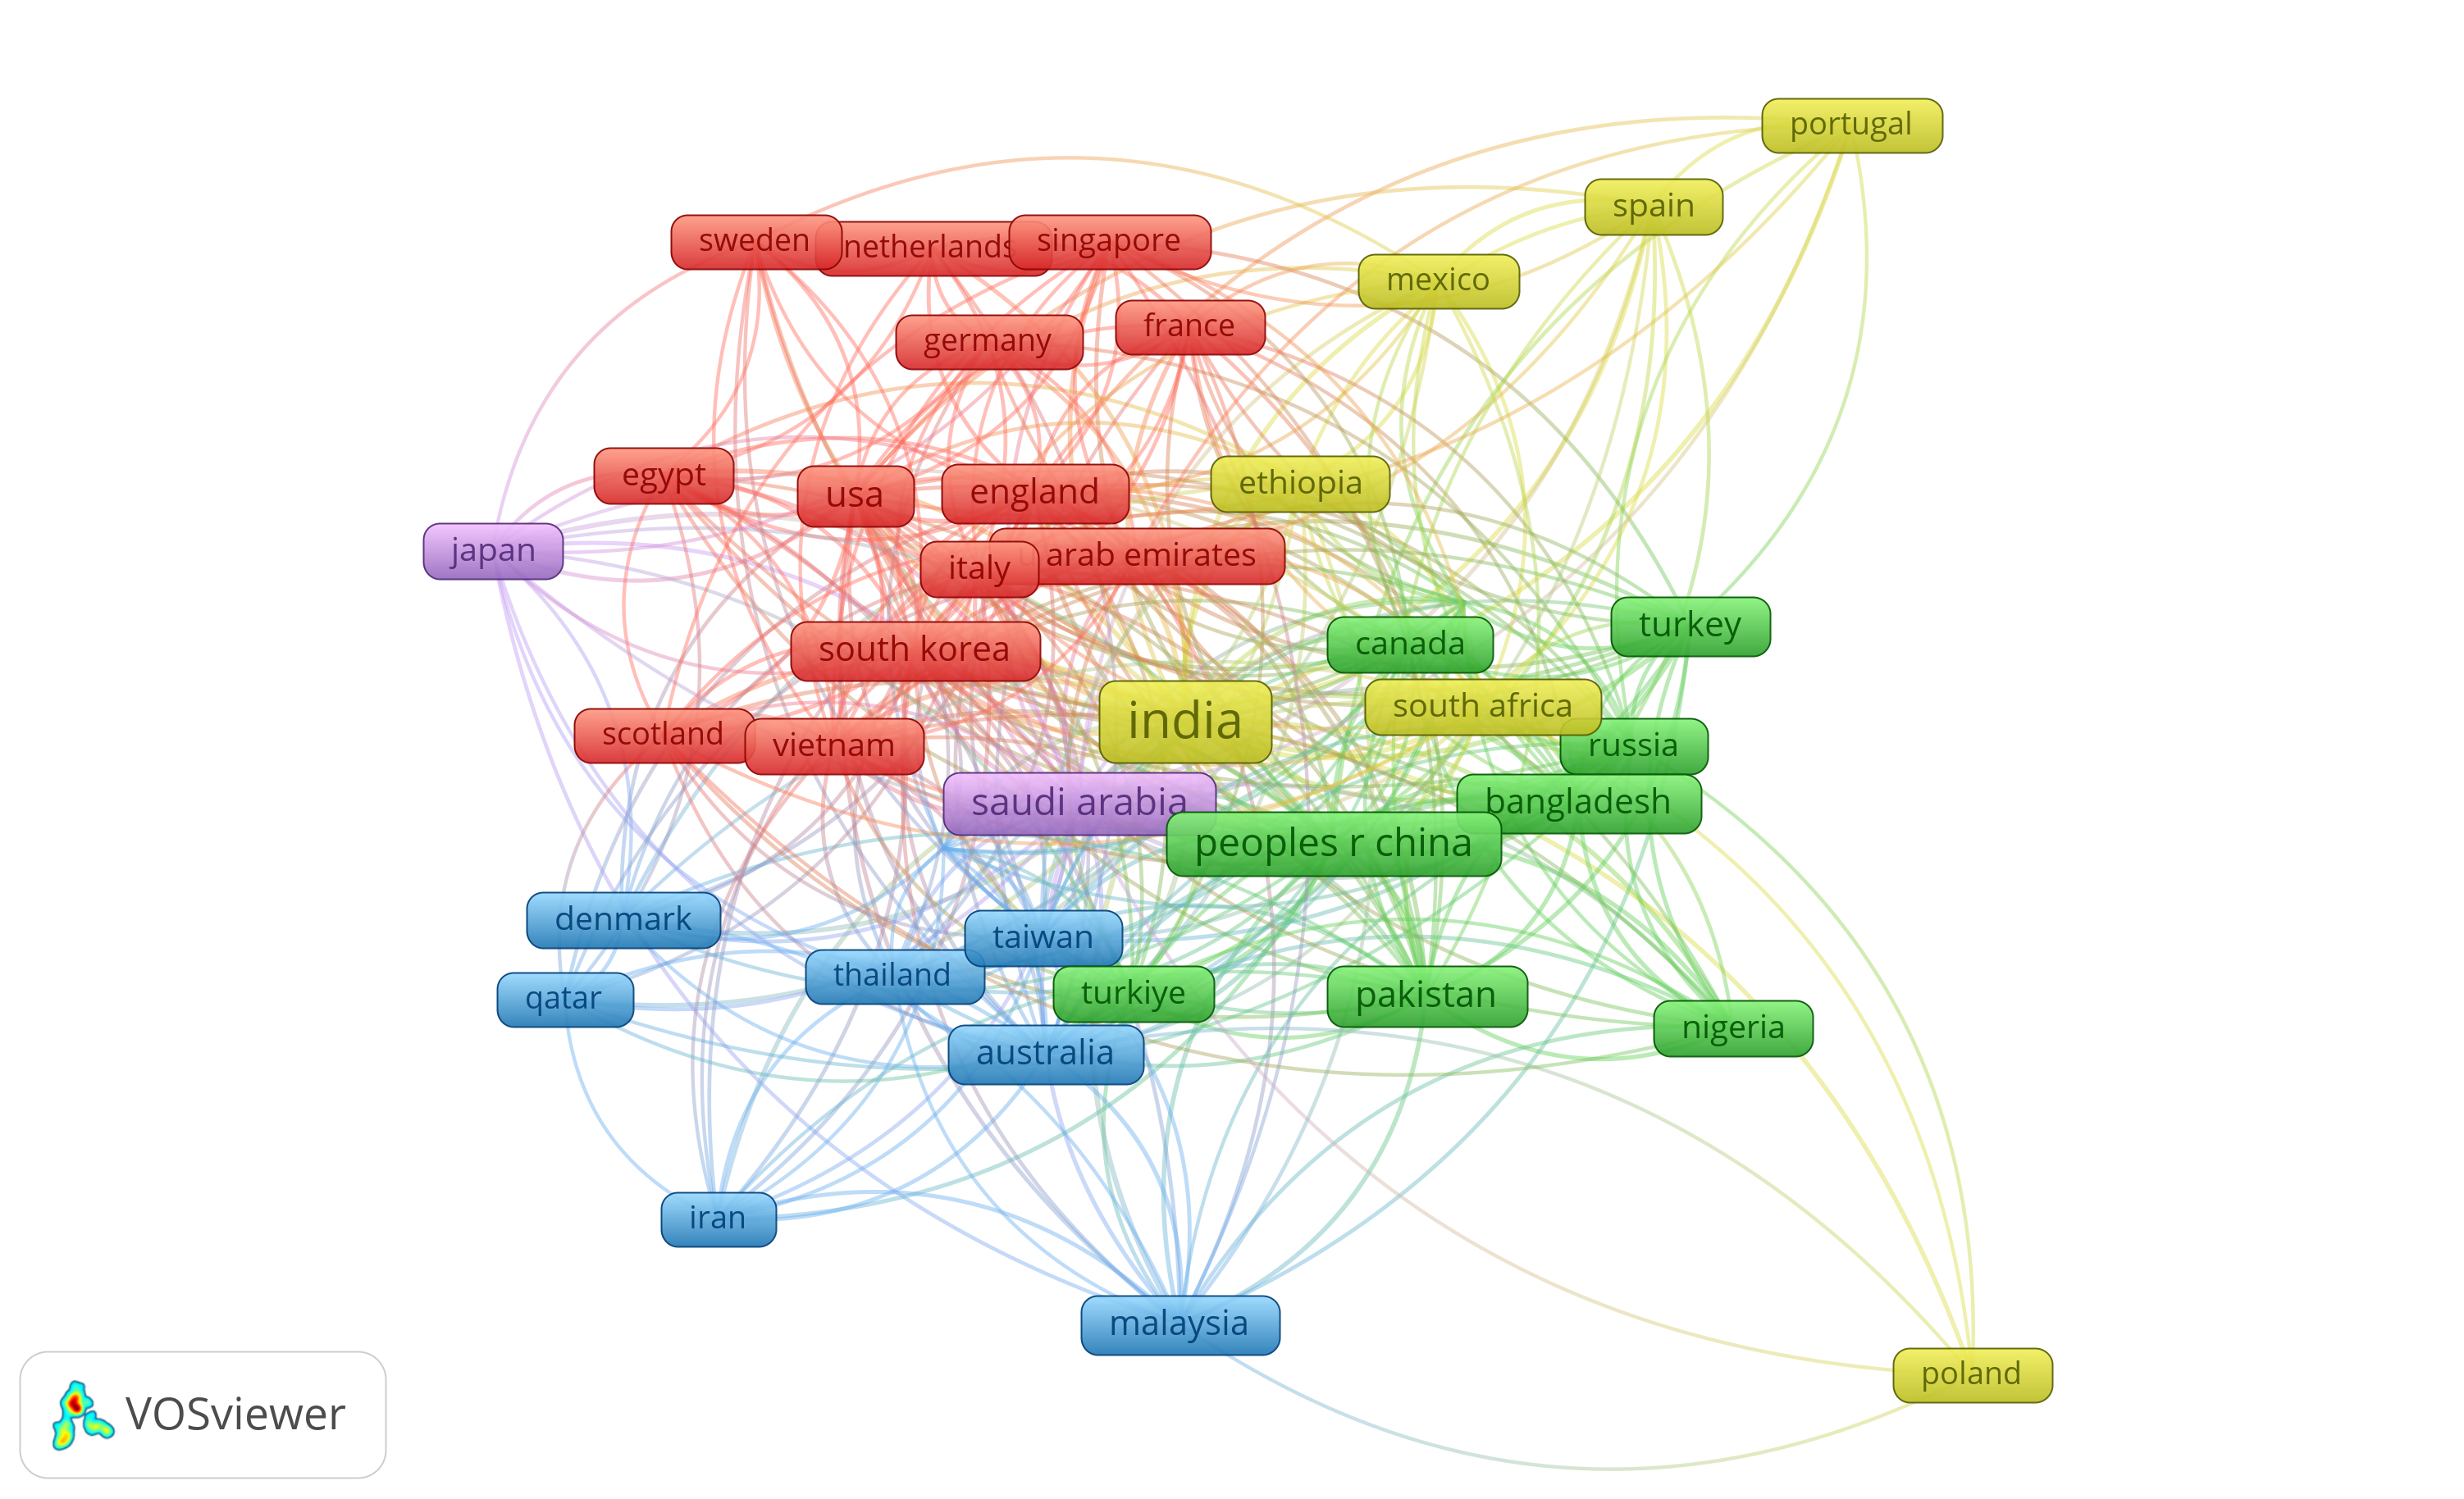 portugal
spain
sweden
netherlands
singapore
mexico
france
germany
egypt
usa
england
ethiopia
japan
arab emirates
italy
turkey
canada
south korea
india
south africa
scotland
vietnam
russia
saudi arabia
bangladesh
peoples r china
denmark
taiwan
thailand
qatar
turkiye
pakistan
nigeria
australia
iran
malaysia
poland
VOSviewer